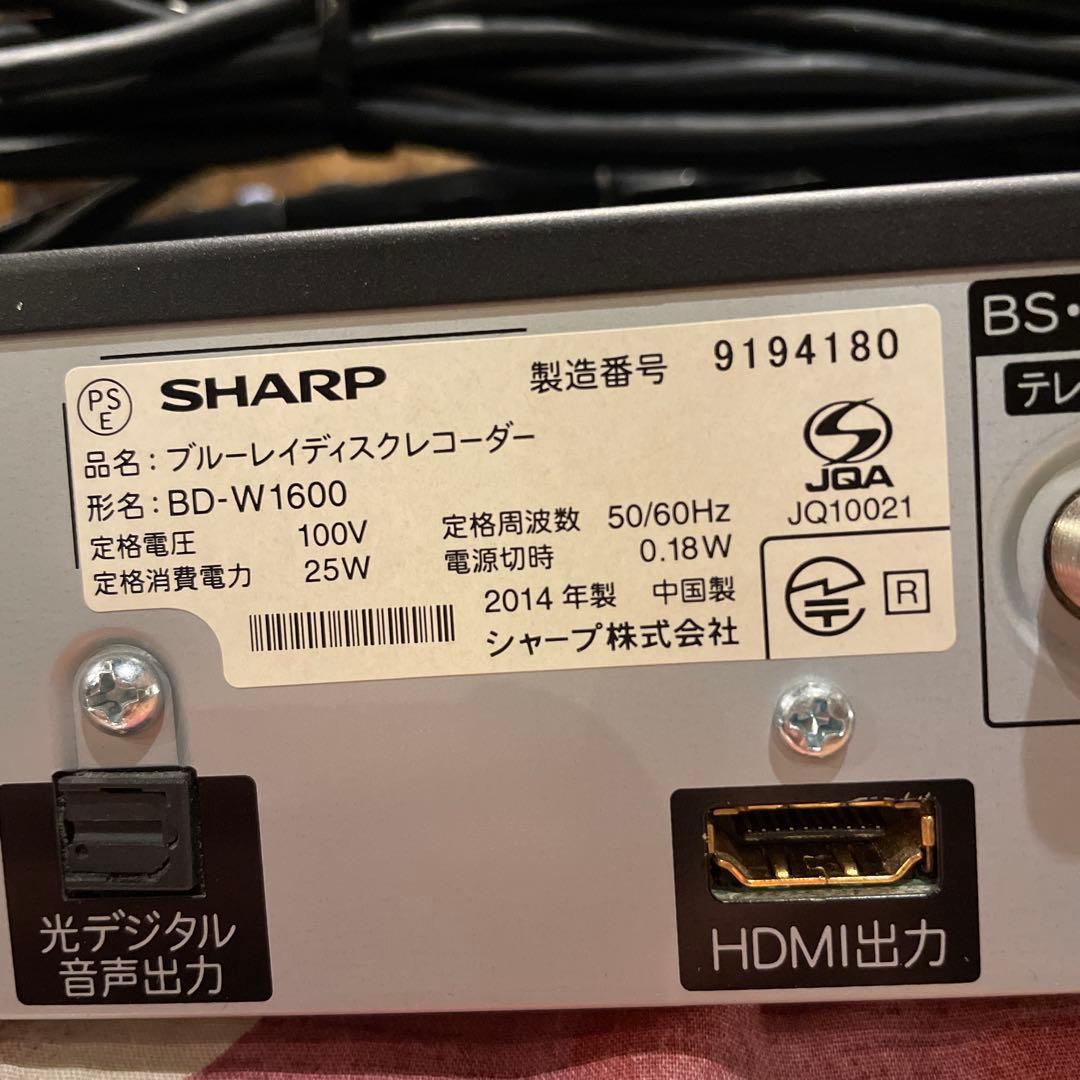 PS E
SHARP
製造番号 9194180
品名：ブルーレイディスクレコーダー
形名：BD-W1600
定格電圧 100V 定格周波数 50/60Hz
定格消費電力 25W 電源切時 0.18W
2014 年製 中国製
シャープ株式会社
JQA
JQ10021
R
BS・
テレ
光デジタル
音声出力
HDMI出力